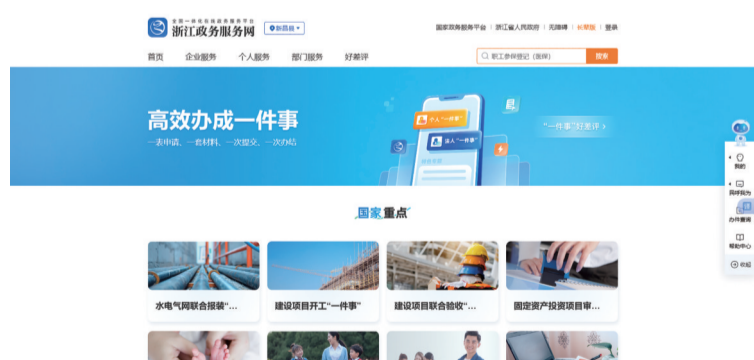 全国一体化在线政务服务平台
浙江政务服务网
新昌县
国家政务服务平台 | 浙江省人民政府 | 无障碍 | 长辈版 | 登录
首页 企业服务 个人服务 部门服务 好差评
职工参保登记（医保）
搜索
高效办成一件事
一表申请、一套材料、一次提交、一次办结
个人“一件事”
法人“一件事”
“一件事”好差评 >
我的
办件查询
帮助中心
收起
国家重点
水电气网联合报装“...
建设项目开工“一件事”
建设项目联合验收“...
固定资产投资项目审...